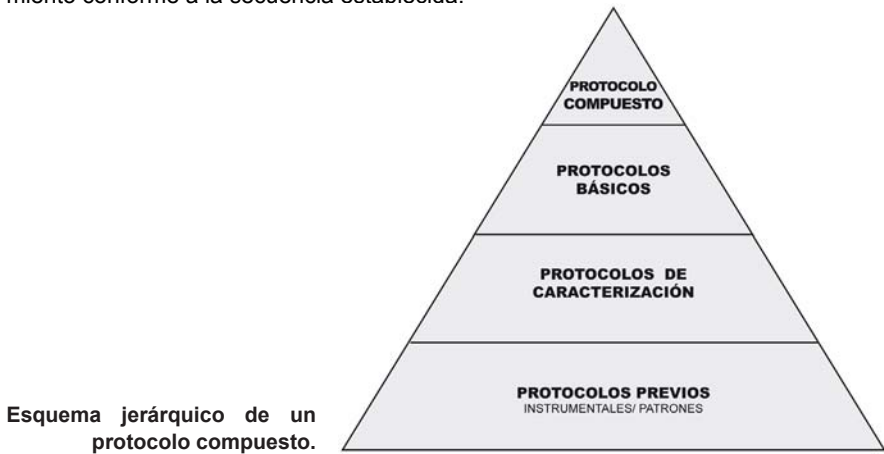 miento conforme a la secuencia establecida.
PROTOCOLO
COMPUESTO
PROTOCOLOS
BÁSICOS
PROTOCOLOS DE
CARACTERIZACIÓN
PROTOCOLOS PREVIOS
INSTRUMENTALES/ PATRONES
Esquema jerárquico de un
protocolo compuesto.